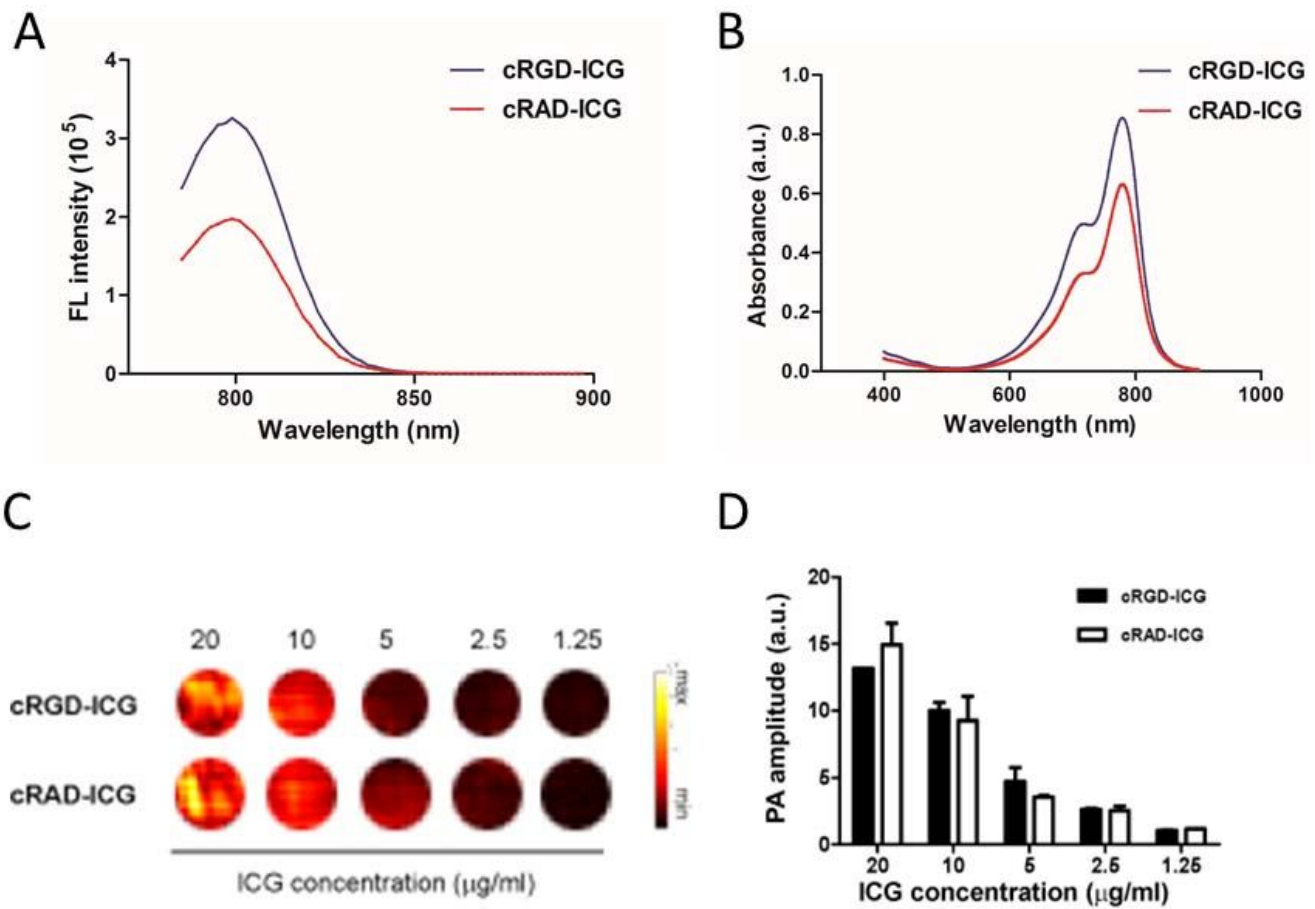 A
FL intensity (10 5)
4
3
2
1
0
800
850
900
Wavelength (nm)
cRGD-ICG
cRAD-ICG
B
Absorbance (a.u.)
1.0
0.8
0.6
0.4
0.2
0.0
400
600
800
1000
Wavelength (nm)
cRGD-ICG
cRAD-ICG
C
20 10 5 2.5 1.25
cRGD-ICG
cRAD-ICG
max
min
ICG concentration (μg/ml)
D
PA amplitude (a.u.)
20
15
10
5
0
20 10 5 2.5 1.25
ICG concentration (μg/ml)
cRGD-ICG
cRAD-ICG